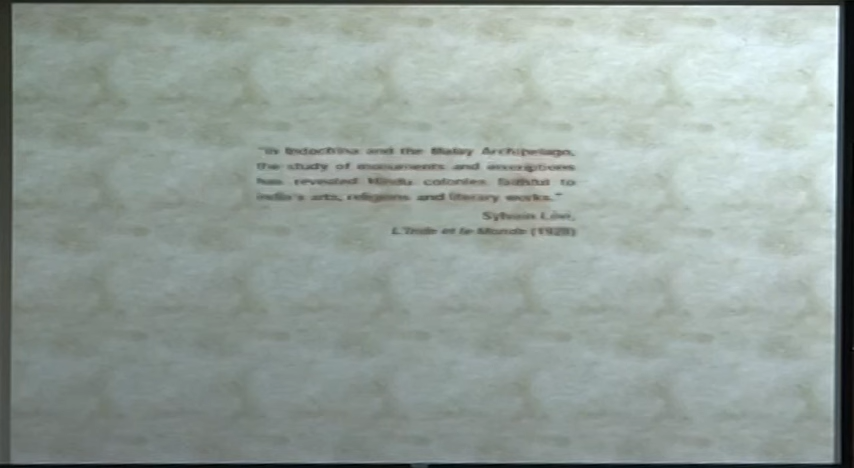 "In Indochina and the Malay Archipelago,
the study of monuments and inscriptions
has revealed Hindu colonies faithful to
India's arts, religions and literary works."
Sylvain Lévi,
L'Inde et le Monde (1928)